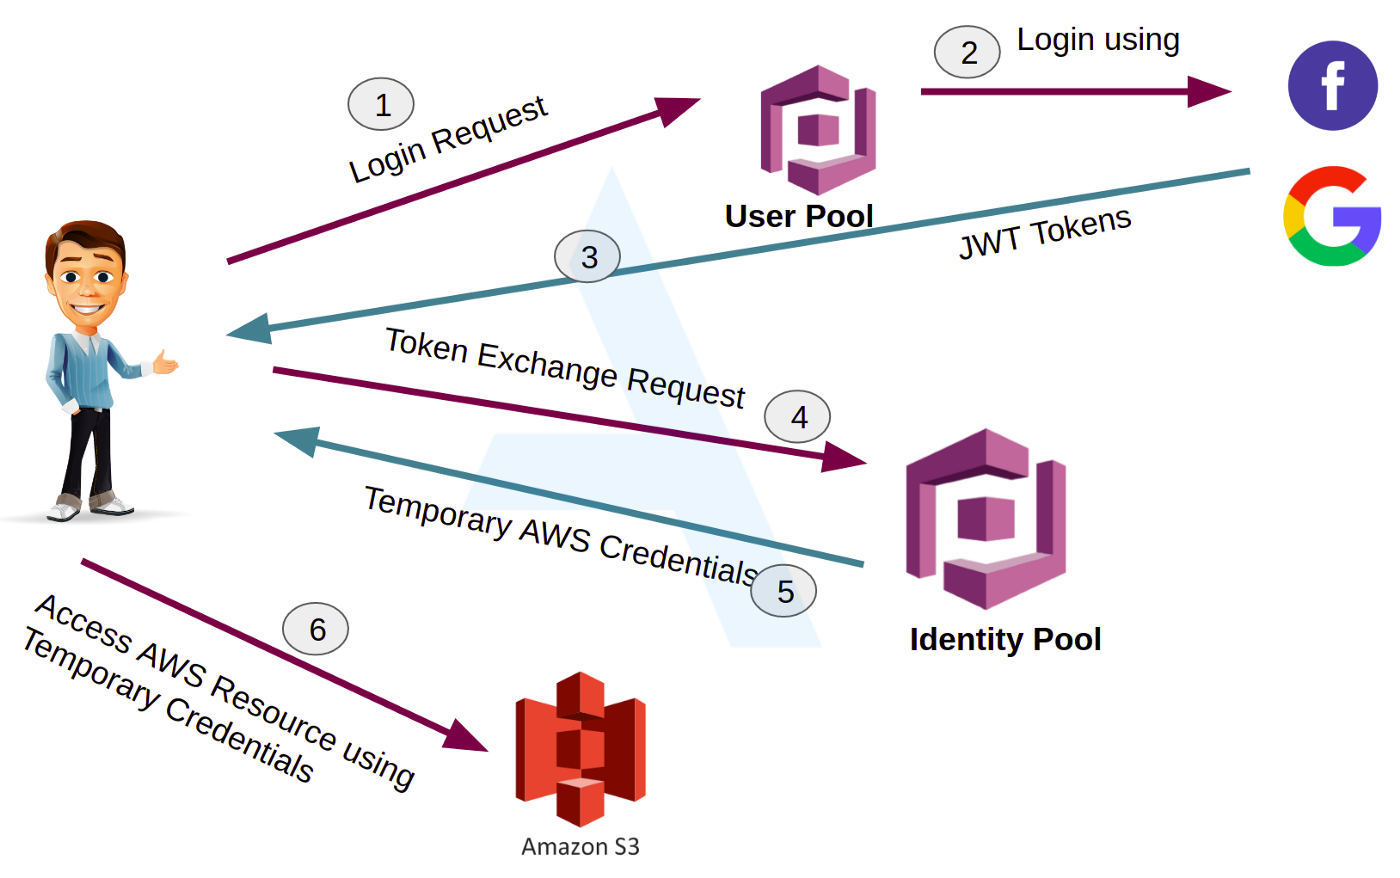 1
Login Request
2
Login using
f
User Pool
3
JWT Tokens
Token Exchange Request
4
Temporary AWS Credentials
5
Identity Pool
6
Access AWS Resource using
Temporary Credentials
Amazon S3